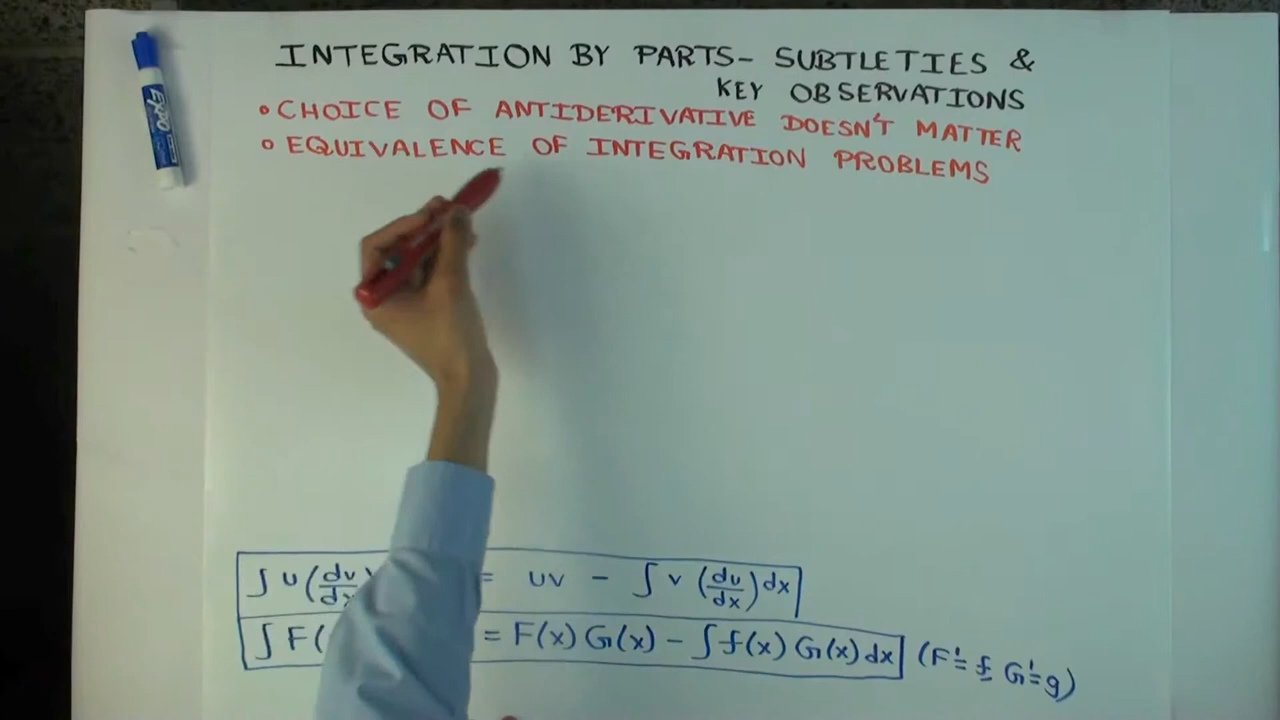 INTEGRATION BY PARTS- SUBTLETIES &
KEY OBSERVATIONS
• CHOICE OF ANTIDERIVATIVE DOESN'T MATTER
• EQUIVALENCE OF INTEGRATION PROBLEMS
EXPO
∫ u (dv/dx = uv - ∫ v (du/dx) dx
∫ F( = F(x) G(x) - ∫ f(x) G(x) dx (F'=f G'=g)